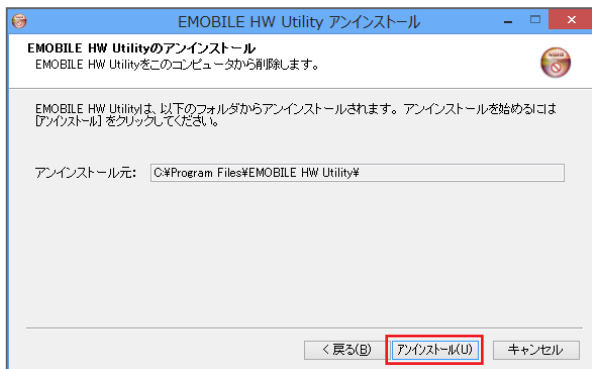 EMOBILE HW Utility アンインストール
EMOBILE HW Utilityのアンインストール
EMOBILE HW Utilityをこのコンピュータから削除します。
EMOBILE HW Utilityは、以下のフォルダからアンインストールされます。アンインストールを始めるには
[アンインストール] をクリックしてください。
アンインストール元: C:¥Program Files¥EMOBILE HW Utility¥
< 戻る(B) アンインストール(U) キャンセル